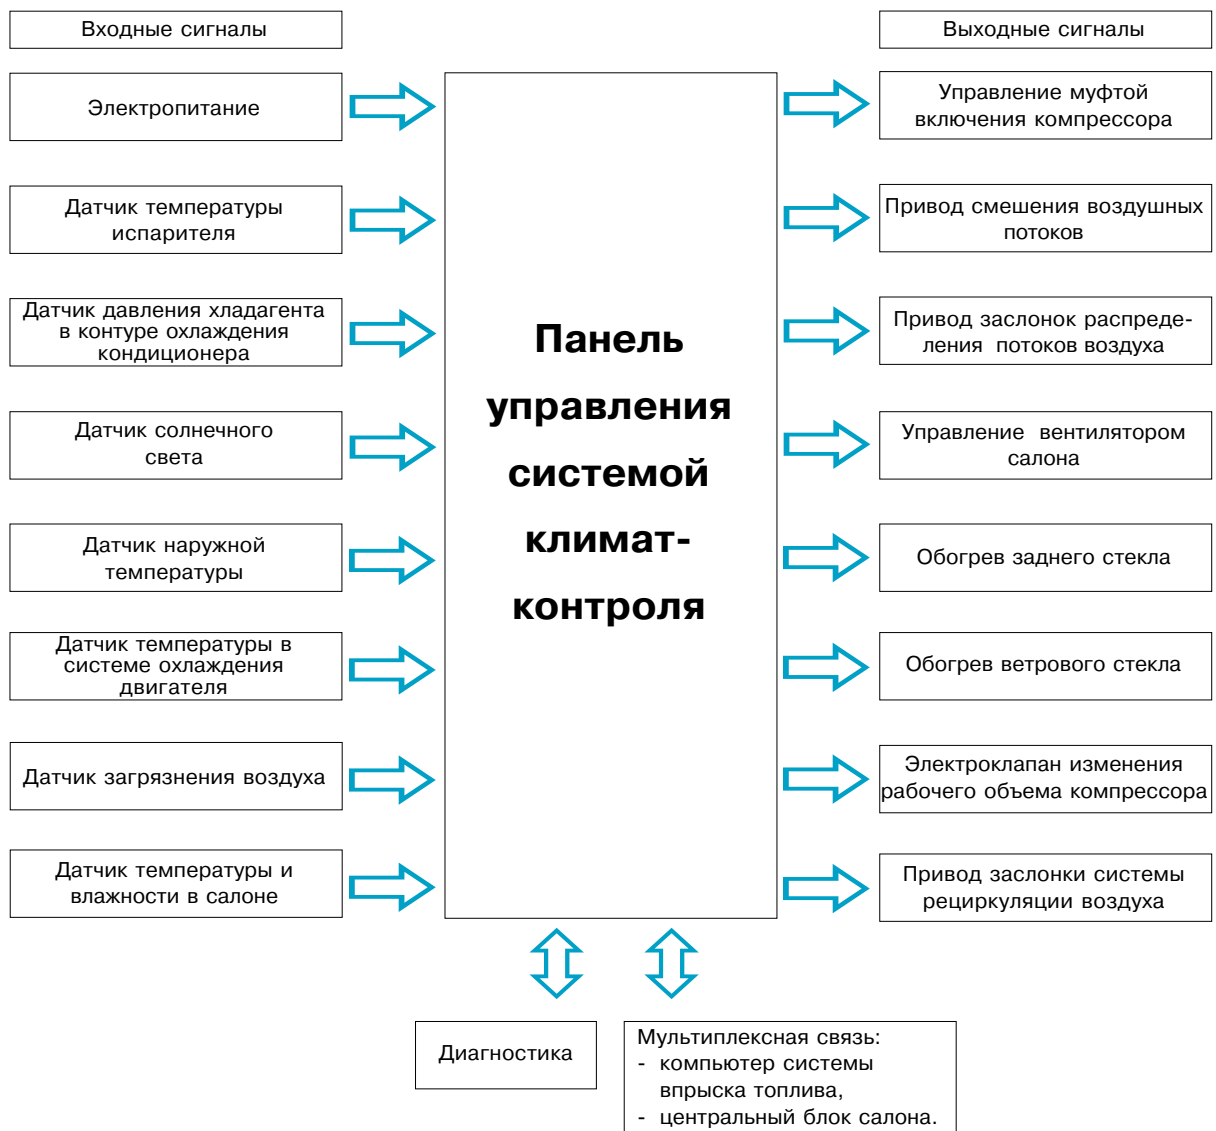 Входные сигналы
Выходные сигналы
Электропитание
Датчик температуры
испарителя
Датчик давления хладагента
в контуре охлаждения
кондиционера
Датчик солнечного
света
Датчик наружной
температуры
Датчик температуры в
системе охлаждения
двигателя
Датчик загрязнения воздуха
Датчик температуры и
влажности в салоне
Панель
управления
системой
климат-
контроля
Управление муфтой
включения компрессора
Привод смешения воздушных
потоков
Привод заслонок распреде-
ления потоков воздуха
Управление вентилятором
салона
Обогрев заднего стекла
Обогрев ветрового стекла
Электроклапан изменения
рабочего объема компрессора
Привод заслонки системы
рециркуляции воздуха
Диагностика
Мультиплексная связь:
- компьютер системы
впрыска топлива,
- центральный блок салона.